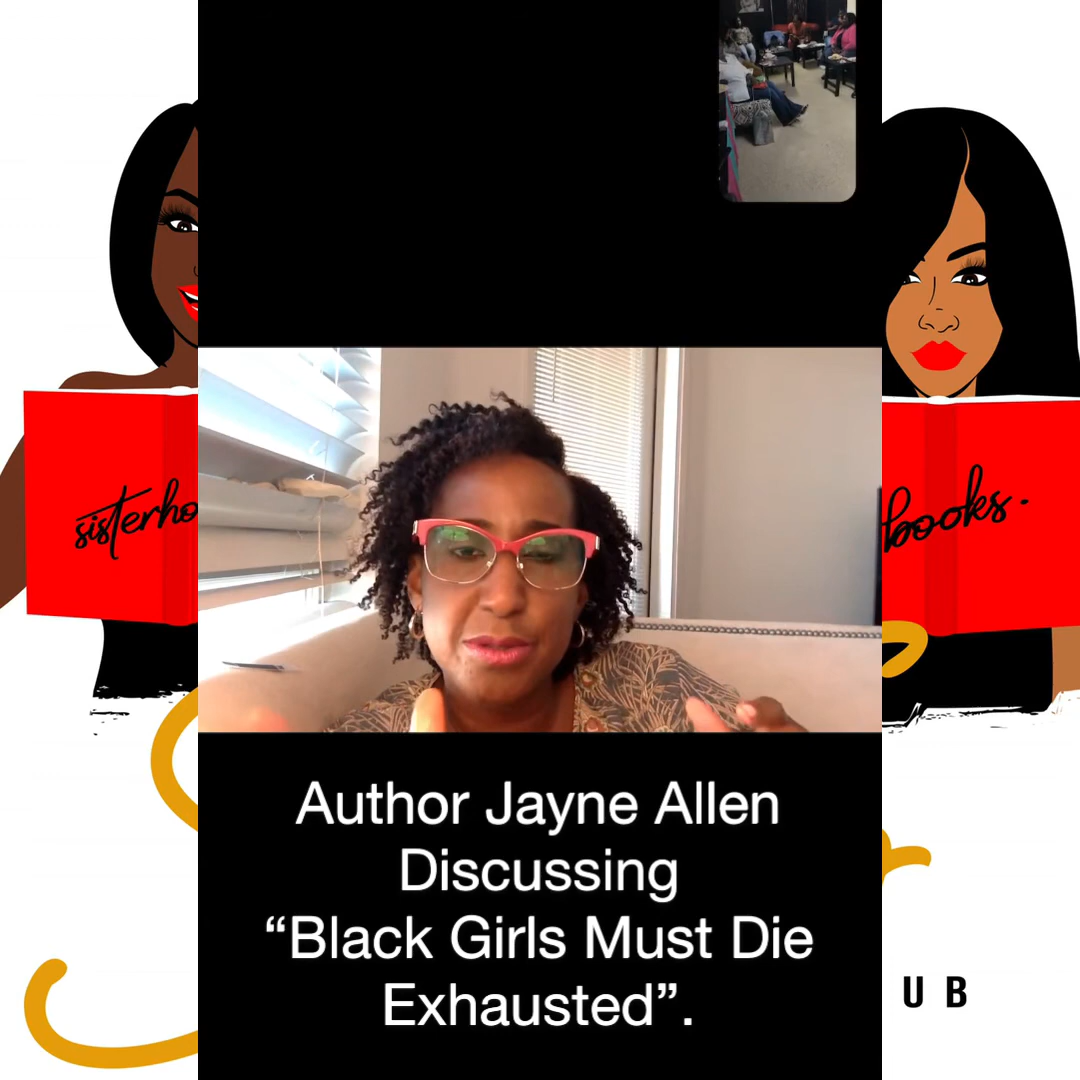 sisterho
books.
Author Jayne Allen
Discussing
“Black Girls Must Die
Exhausted”.
U B